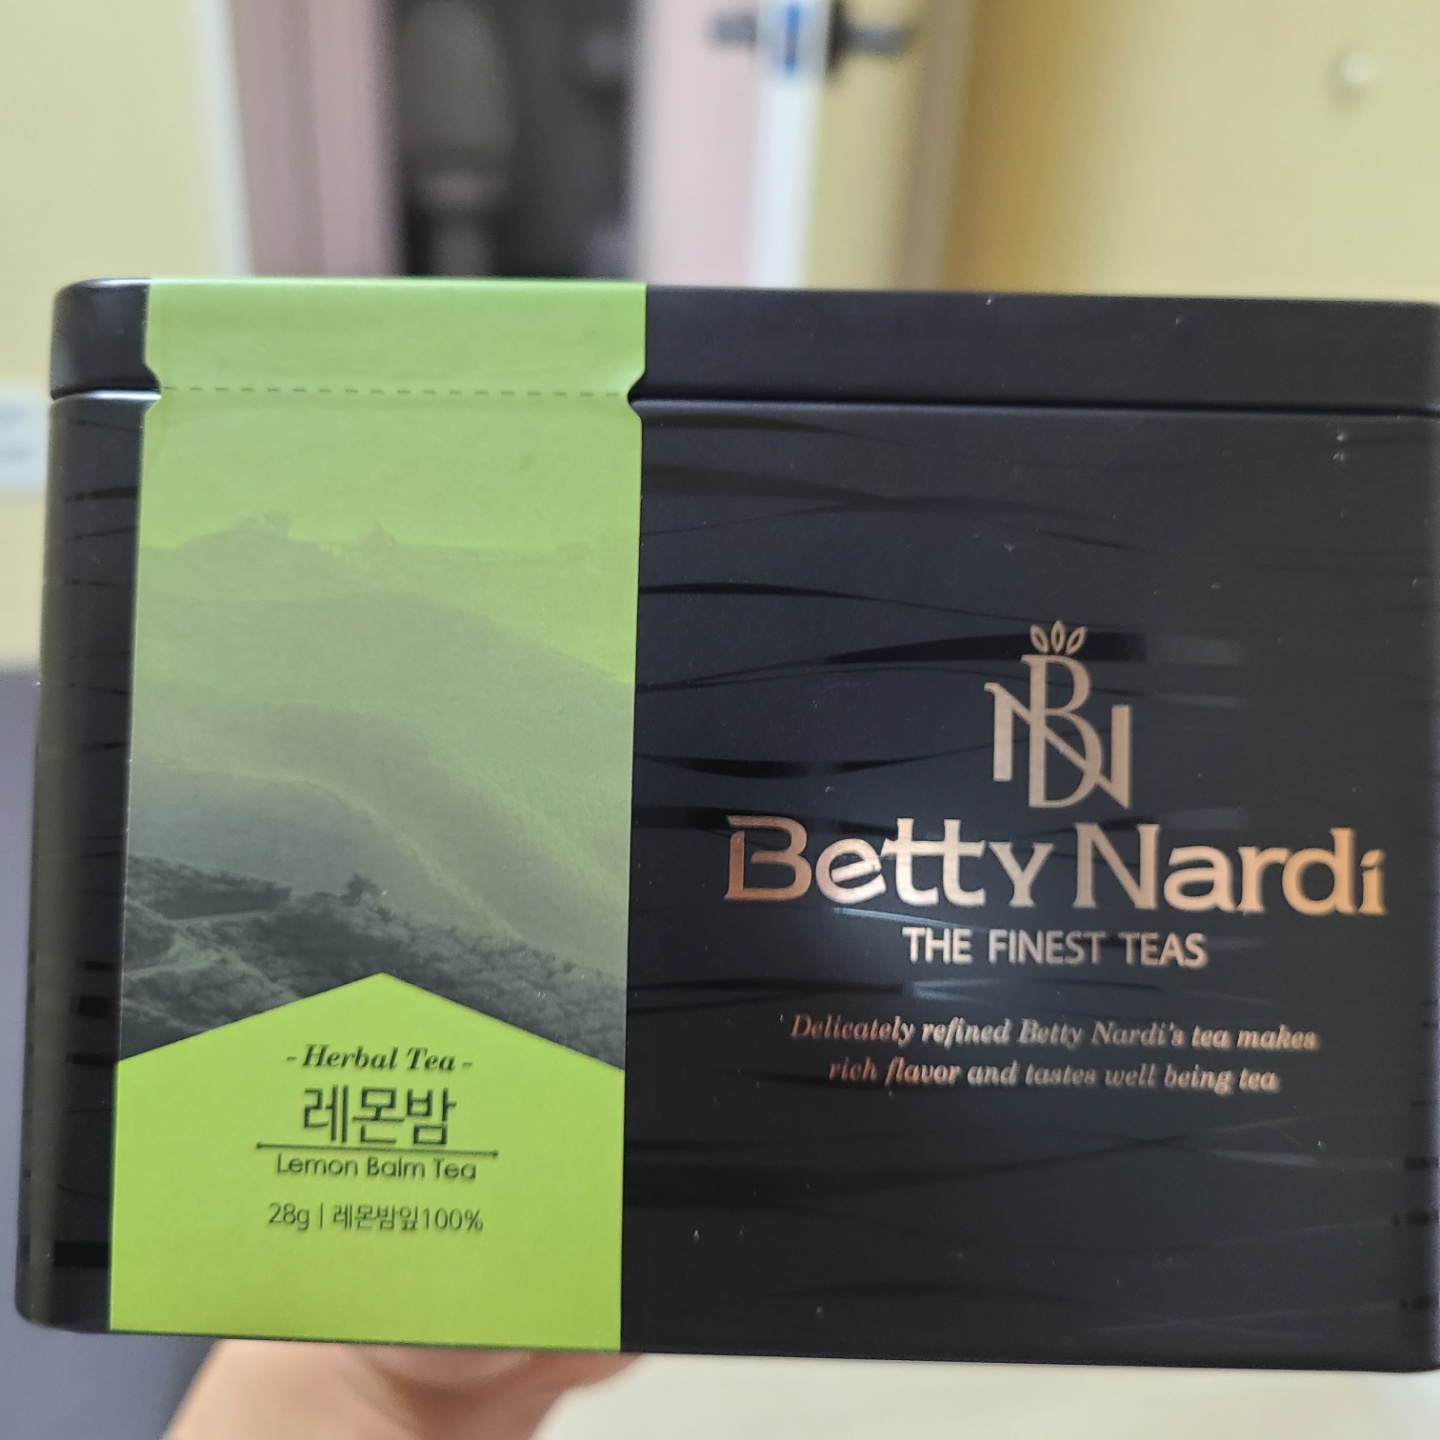 - Herbal Tea -
레몬밤
Lemon Balm Tea
28g | 레몬밤잎100%
BN
Betty Nardi
THE FINEST TEAS
Delicately refined Betty Nardi's tea makes
rich flavor and tastes well being tea